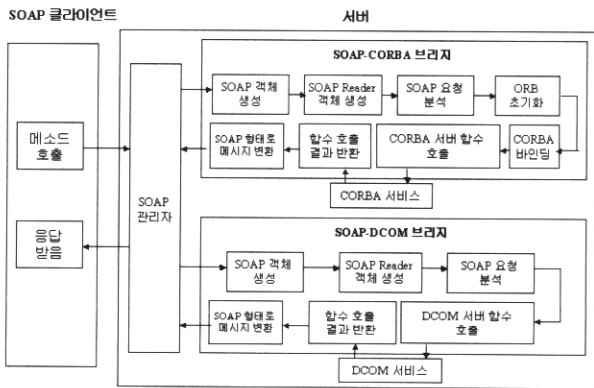 SOAP 클라이언트
서버
SOAP-CORBA 브리지
SOAP 객체
생성
SOAP Reader
객체 생성
SOAP 요청
분석
ORB
초기화
메소드
호출
SOAP 형태로
메시지 변환
함수 호출
결과 반환
CORBA 서버 함수
호출
CORBA
바인딩
CORBA 서비스
SOAP
관리자
응답
받음
SOAP-DCOM 브리지
SOAP 객체
생성
SOAP Reader
객체 생성
SOAP 요청
분석
SOAP 형태로
메시지 변환
함수 호출
결과 반환
DCOM 서버 함수
호출
DCOM 서비스